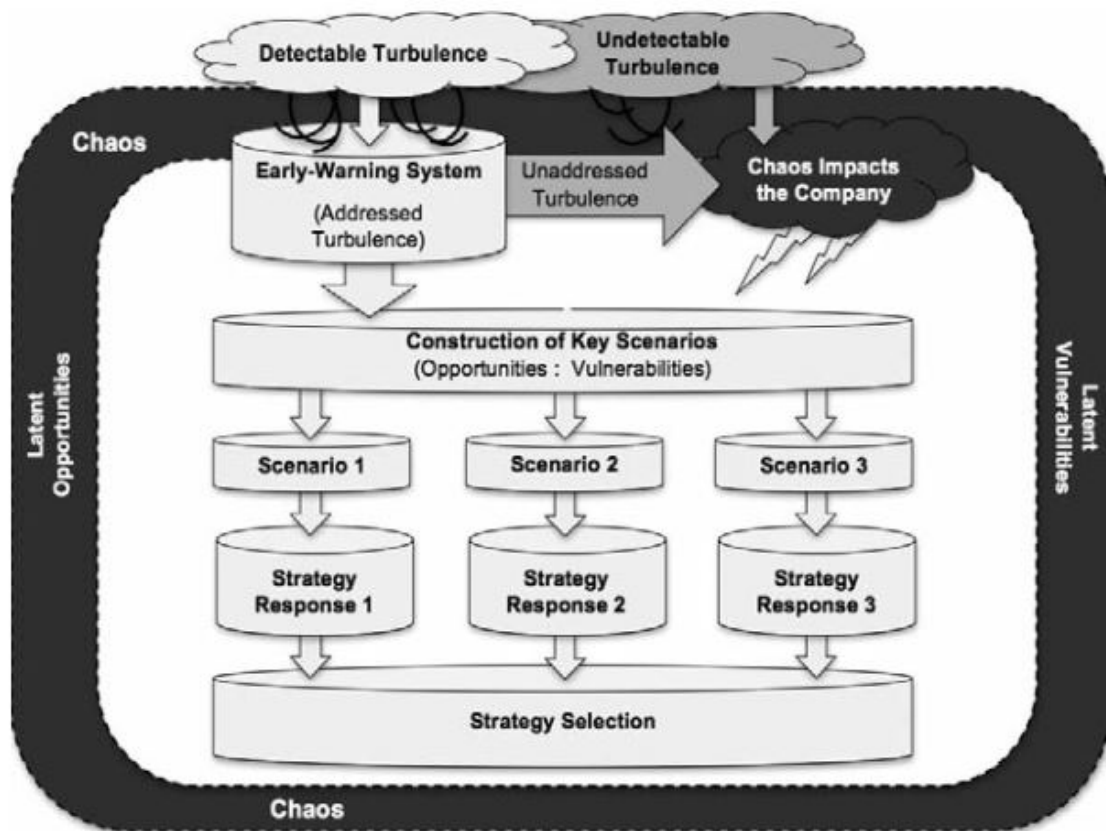 Detectable Turbulence
Undetectable
Turbulence
Chaos
Early-Warning System
(Addressed
Turbulence)
Unaddressed
Turbulence
Chaos Impacts
the Company
Latent
Opportunities
Latent
Vulnerabilities
Construction of Key Scenarios
(Opportunities : Vulnerabilities)
Scenario 1
Scenario 2
Scenario 3
Strategy
Response 1
Strategy
Response 2
Strategy
Response 3
Strategy Selection
Chaos